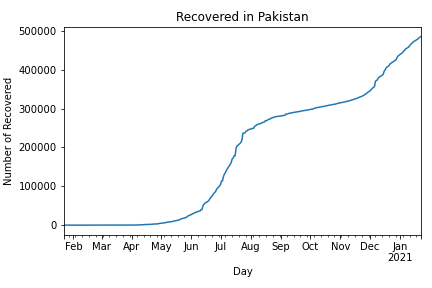 Recovered in Pakistan
Number of Recovered
500000
400000
300000
200000
100000
0
Feb Mar Apr May Jun Jul Aug Sep Oct Nov Dec Jan
2021
Day